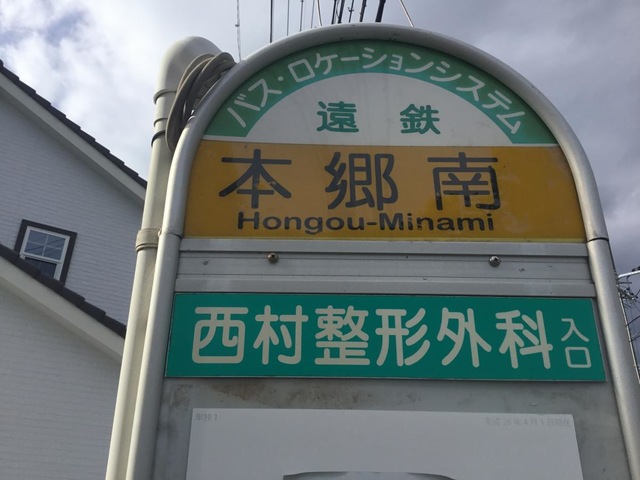 バス・ロケーションシステム
遠鉄
本郷南
Hongou-Minami
西村整形外科入口